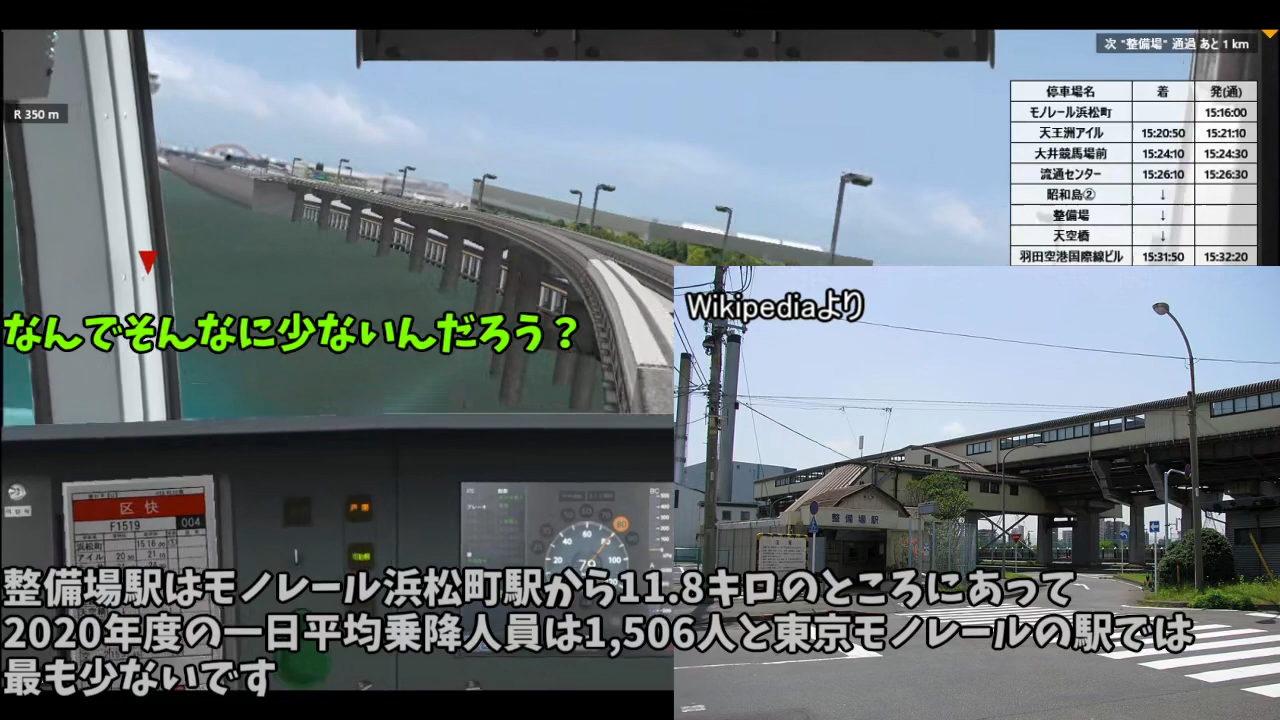 次 "整備場" 通過 あと 1 km
R 350 m
停車場名 着 発(通)
モノレール浜松町 15:16:00
天王洲アイル 15:20:50 15:21:10
大井競馬場前 15:24:10 15:24:30
流通センター 15:26:10 15:26:30
昭和島② ↓
整備場 ↓
天空橋 ↓
羽田空港国際線ビル 15:31:50 15:32:20
Wikipediaより
なんでそんなに少ないんだろう？
整備場駅
区快
F1519 004
浜松町 15 16
アイル 20 21
整備場駅はモノレール浜松町駅から11.8キロのところにあって
2020年度の一日平均乗降人員は1,506人と東京モノレールの駅では
最も少ないです